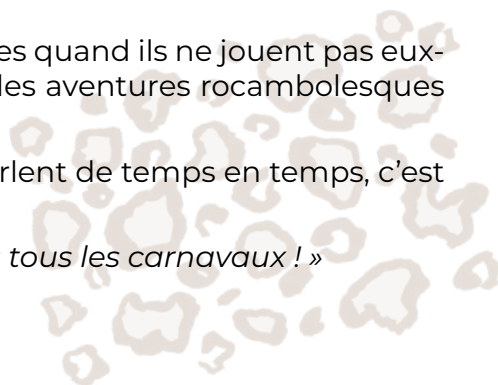 es quand ils ne jouent pas eux-
les aventures rocambolesques
rlent de temps en temps, c’est
tous les carnavaux ! »